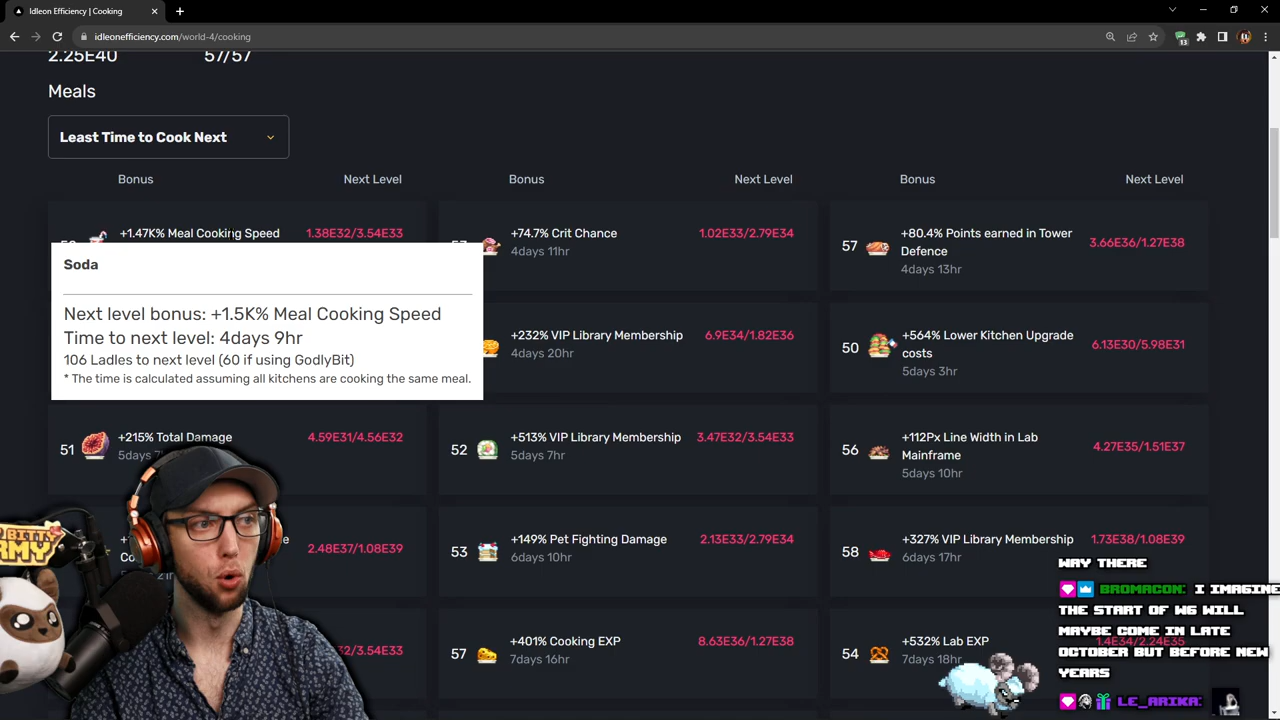 Idleon Efficiency | Cooking
idleonefficiency.com/world-4/cooking
13
2.25E40
57/57
Meals
Least Time to Cook Next
Bonus Next Level Bonus Next Level Bonus Next Level
+1.47K% Meal Cooking Speed 1.38E32/3.54E33
+74.7% Crit Chance 1.02E33/2.79E34
4days 11hr
57 +80.4% Points earned in Tower
Defence
3.66E36/1.27E38
4days 13hr
Soda
Next level bonus: +1.5K% Meal Cooking Speed
Time to next level: 4days 9hr
106 Ladles to next level (60 if using GodlyBit)
* The time is calculated assuming all kitchens are cooking the same meal.
+232% VIP Library Membership 6.9E34/1.82E36
4days 20hr
50 +564% Lower Kitchen Upgrade
costs
6.13E30/5.98E31
5days 3hr
51 +215% Total Damage 4.59E31/4.56E32
5days
52 +513% VIP Library Membership 3.47E32/3.54E33
5days 7hr
56 +112Px Line Width in Lab
Mainframe
4.27E35/1.51E37
5days 10hr
2.48E37/1.08E39
53 +149% Pet Fighting Damage 2.13E33/2.79E34
6days 10hr
58 +327% VIP Library Membership 1.73E38/1.08E39
6days 17hr
/3.54E33
57 +401% Cooking EXP 8.63E36/1.27E38
7days 16hr
54 +532% Lab EXP 1.4E34/2.24E35
7days 18hr
BITTY
ARMY
WAY THERE
BROMACON: I IMAGINE
THE START OF W6 WILL
MAYBE COME IN LATE
OCTOBER BUT BEFORE NEW
YEARS
LE_ARIKA: